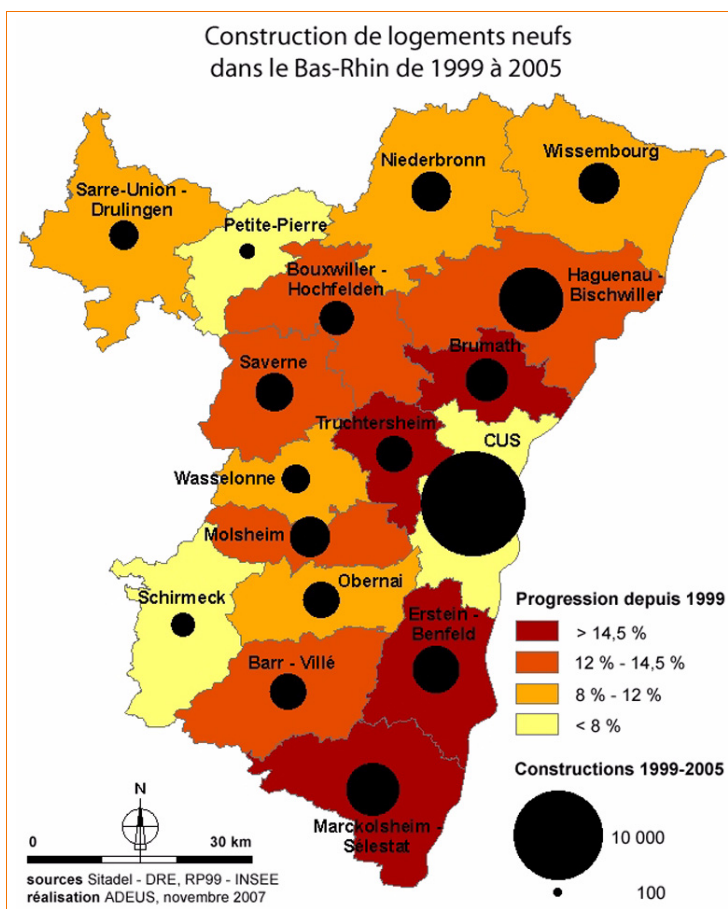 Construction de logements neufs
dans le Bas-Rhin de 1999 à 2005
Niederbronn
Wissembourg
Sarre-Union -
Drulingen
Petite-Pierre
Bouxwiller -
Hochfelden
Haguenau -
Bischwiller
Brumath
Saverne
Truchtersheim
CUS
Wasselonne
Molsheim
Obernai
Schirmeck
Erstein -
Benfeld
Barr - Villé
Marckolsheim -
Sélestat
Progression depuis 1999
> 14,5 %
12 % - 14,5 %
8 % - 12 %
< 8 %
Constructions 1999-2005
10 000
100
N
0 30 km
sources Sitadel - DRE, RP99 - INSEE
réalisation ADEUS, novembre 2007